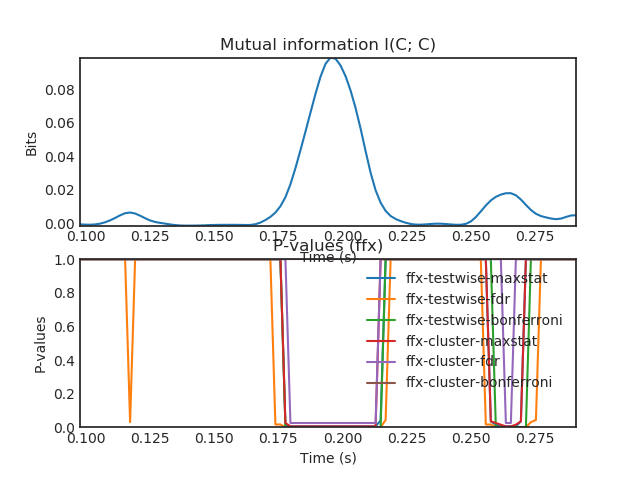 Mutual information I(C; C)
Bits
0.08
0.06
0.04
0.02
0.00
0.100 0.125 0.150 0.175 0.200 0.225 0.250 0.275
Time (s)
P-values (ffx)
P-values
1.0
0.8
0.6
0.4
0.2
0.0
ffx-testwise-maxstat
ffx-testwise-fdr
ffx-testwise-bonferroni
ffx-cluster-maxstat
ffx-cluster-fdr
ffx-cluster-bonferroni
0.100 0.125 0.150 0.175 0.200 0.225 0.250 0.275
Time (s)